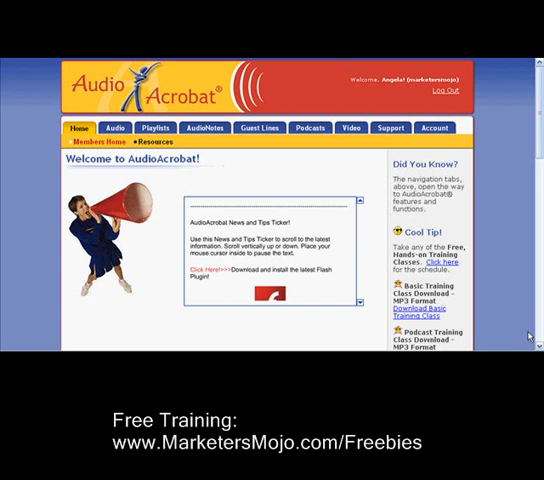 Audio Acrobat®
Welcome, Angela! (marketersmojo)
Log Out
Home Audio Playlists AudioNotes Guest Lines Podcasts Video Support Account
Members Home Resources
Welcome to AudioAcrobat!
AudioAcrobat News and Tips Ticker!
Use this News and Tips Ticker to scroll to the latest
information. Scroll vertically up or down. Place your
mouse cursor inside to pause the text.
Click Here!>>>Download and install the latest Flash
Plugin!
Did You Know?
The navigation tabs,
above, open the way
to AudioAcrobat®
features and
functions.
Cool Tip!
Take any of the Free,
Hands-on Training
Classes. Click here
for the schedule.
Basic Training
Class Download -
MP3 Format
Download Basic
Training Class
Podcast Training
Class Download -
MP3 Format
Free Training:
www.MarketersMojo.com/Freebies